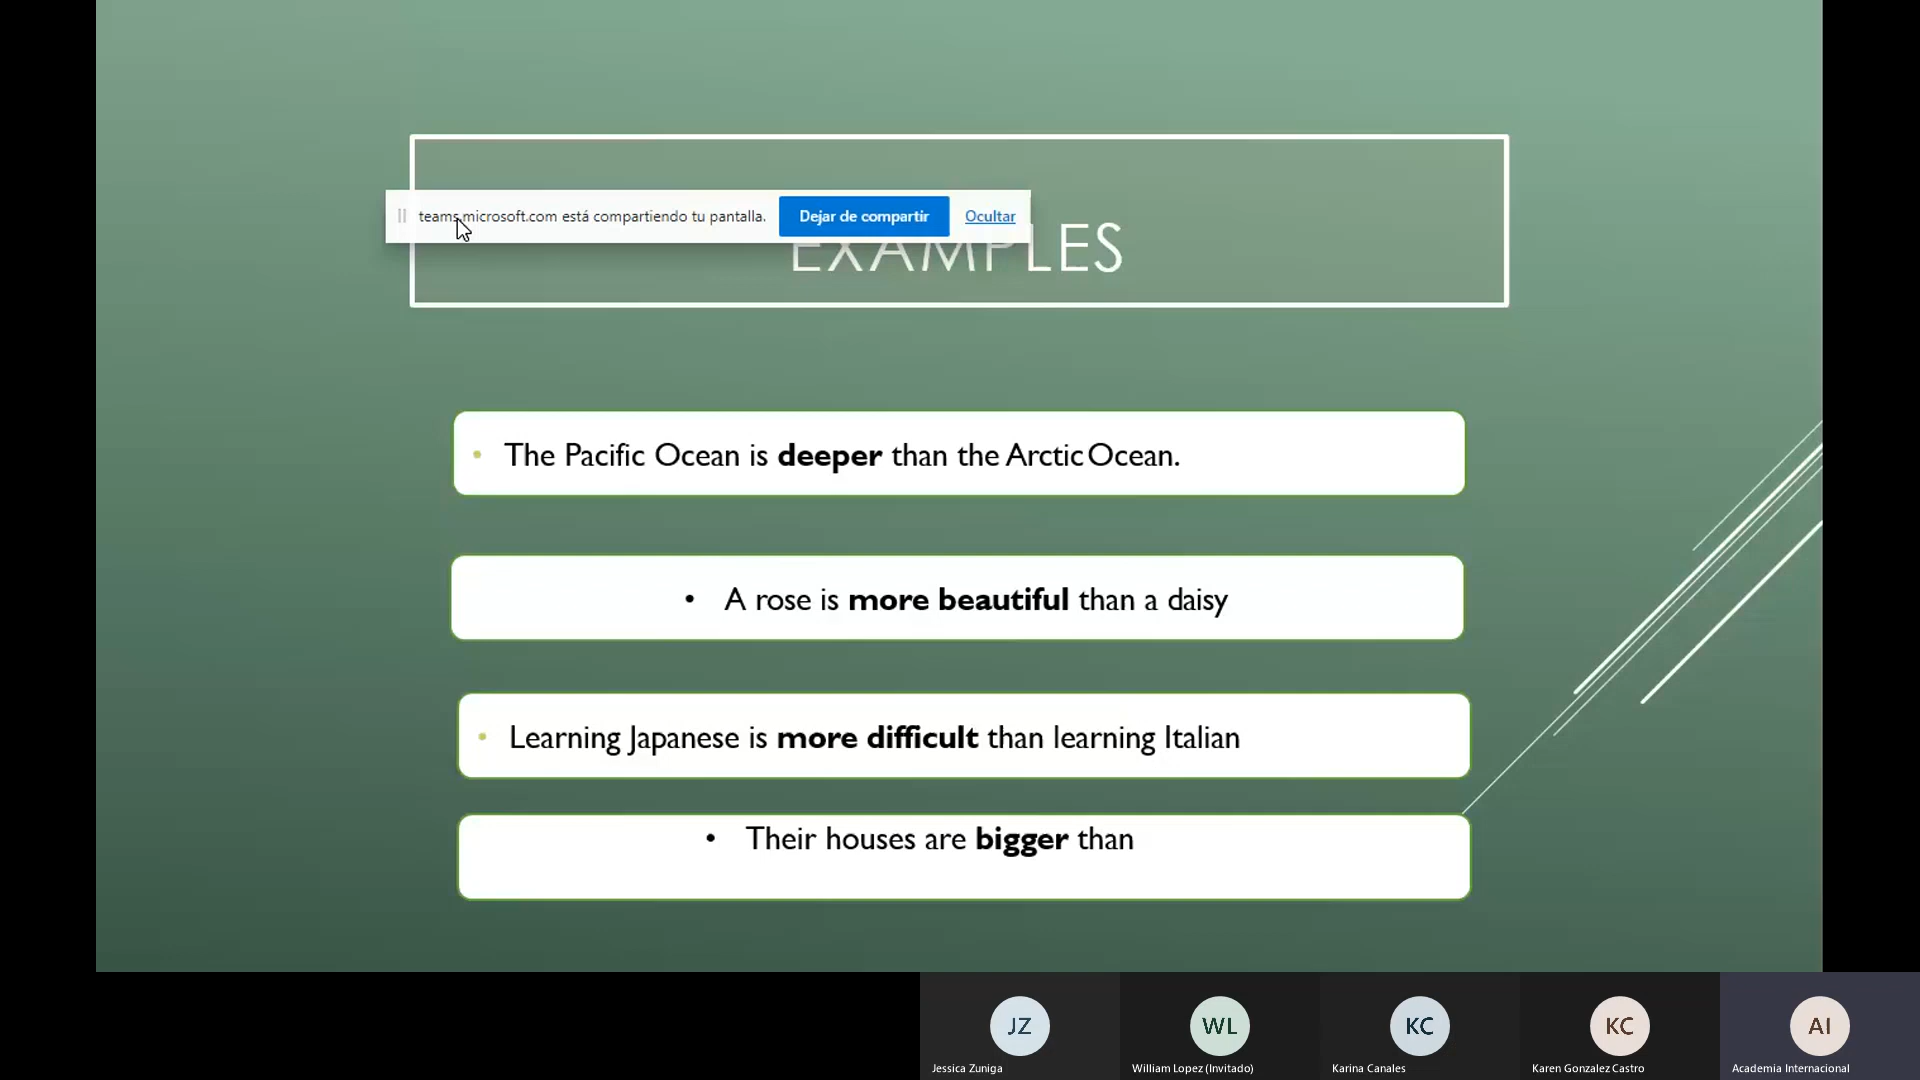 teams.microsoft.com está compartiendo tu pantalla. Dejar de compartir Ocultar
EXAMPLES
• The Pacific Ocean is deeper than the Arctic Ocean.
• A rose is more beautiful than a daisy
• Learning Japanese is more difficult than learning Italian
• Their houses are bigger than
JZ WL KC KC AI
Jessica Zuniga William Lopez (Invitado) Karina Canales Karen Gonzalez Castro Academia Internacional